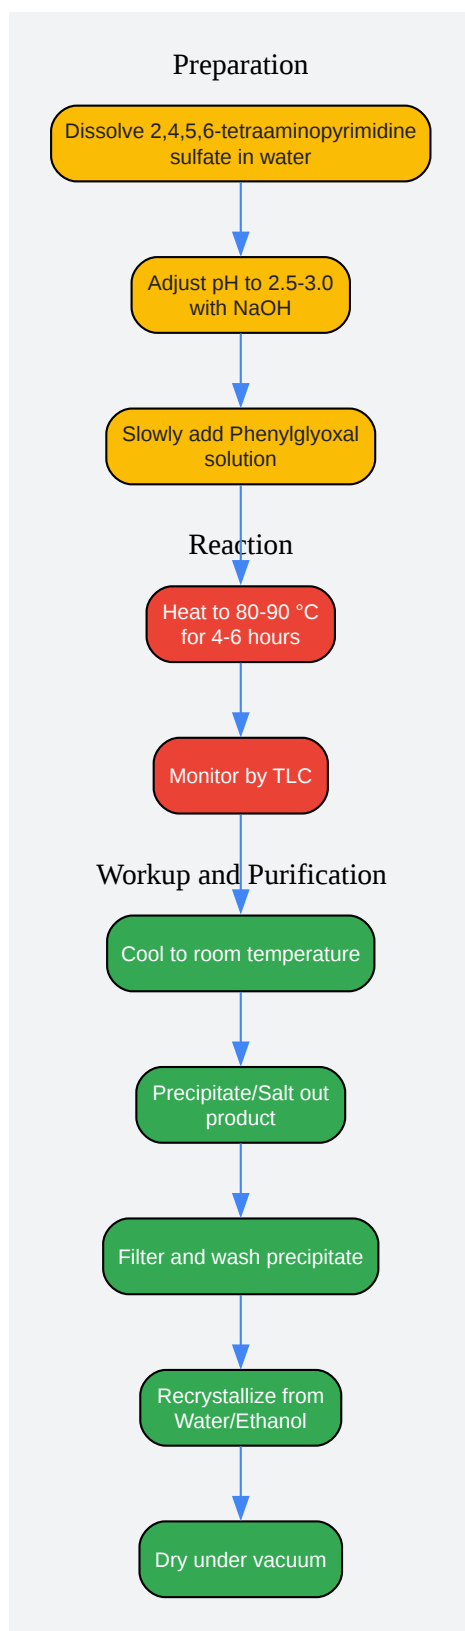 Preparation
Dissolve 2,4,5,6-tetraaminopyrimidine
sulfate in water
Adjust pH to 2.5-3.0
with NaOH
Slowly add Phenylglyoxal
solution
Reaction
Heat to 80-90 °C
for 4-6 hours
Monitor by TLC
Workup and Purification
Cool to room temperature
Precipitate/Salt out
product
Filter and wash precipitate
Recrystallize from
Water/Ethanol
Dry under vacuum